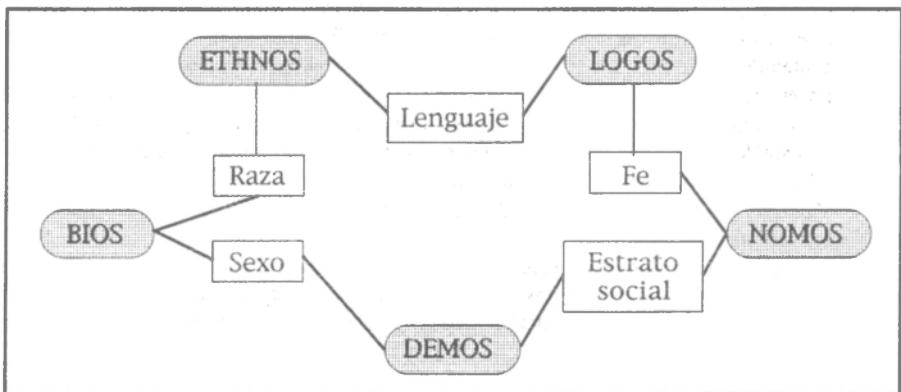 ETHNOS
LOGOS
Lenguaje
Raza
Fe
BIOS
NOMOS
Sexo
Estrato
social
DEMOS